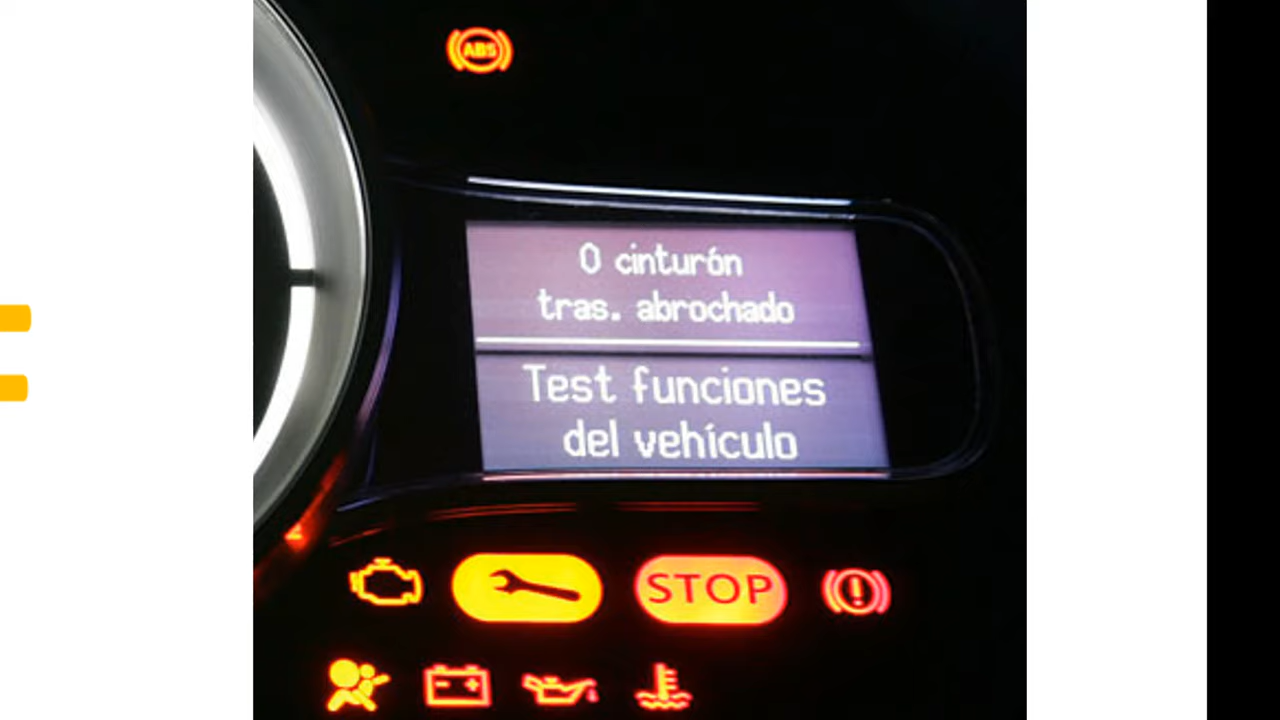 ABS
0 cinturón
tras. abrochado
Test funciones
del vehículo
STOP